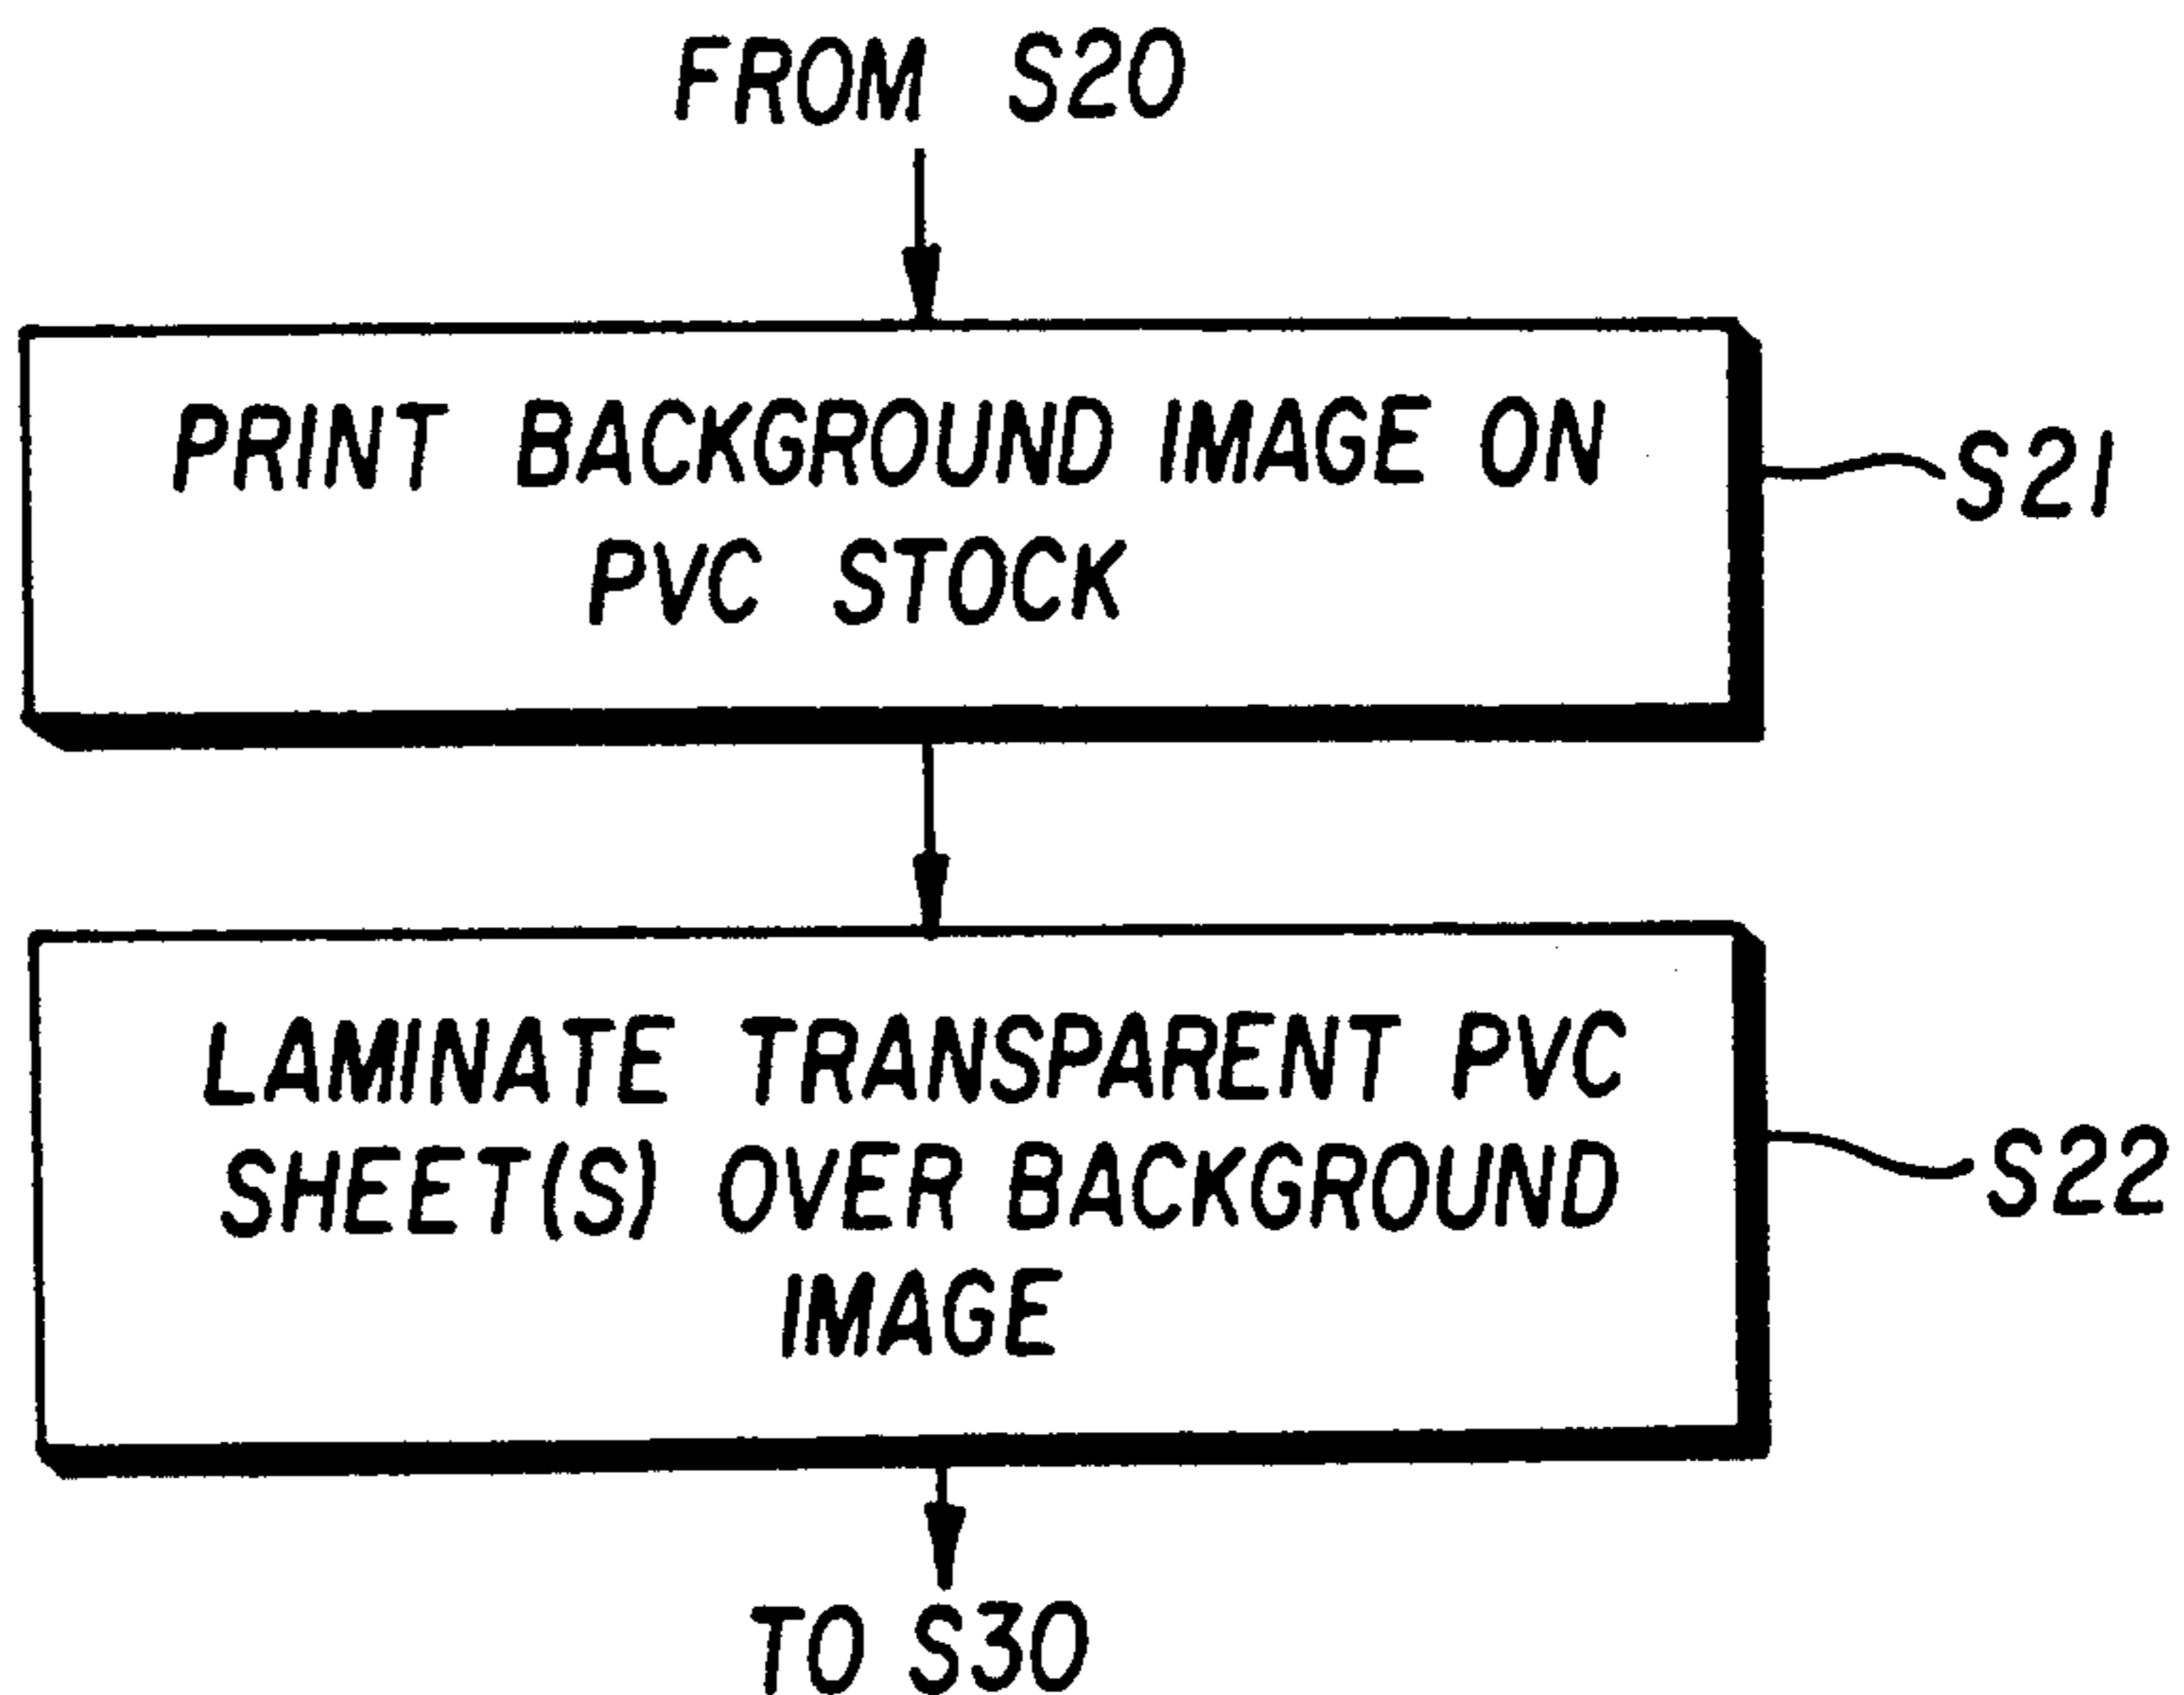 FROM S20
PRINT BACKGROUND IMAGE ON
PVC STOCK
S21
LAMINATE TRANSPARENT PVC
SHEET(S) OVER BACKGROUND
IMAGE
S22
TO S30